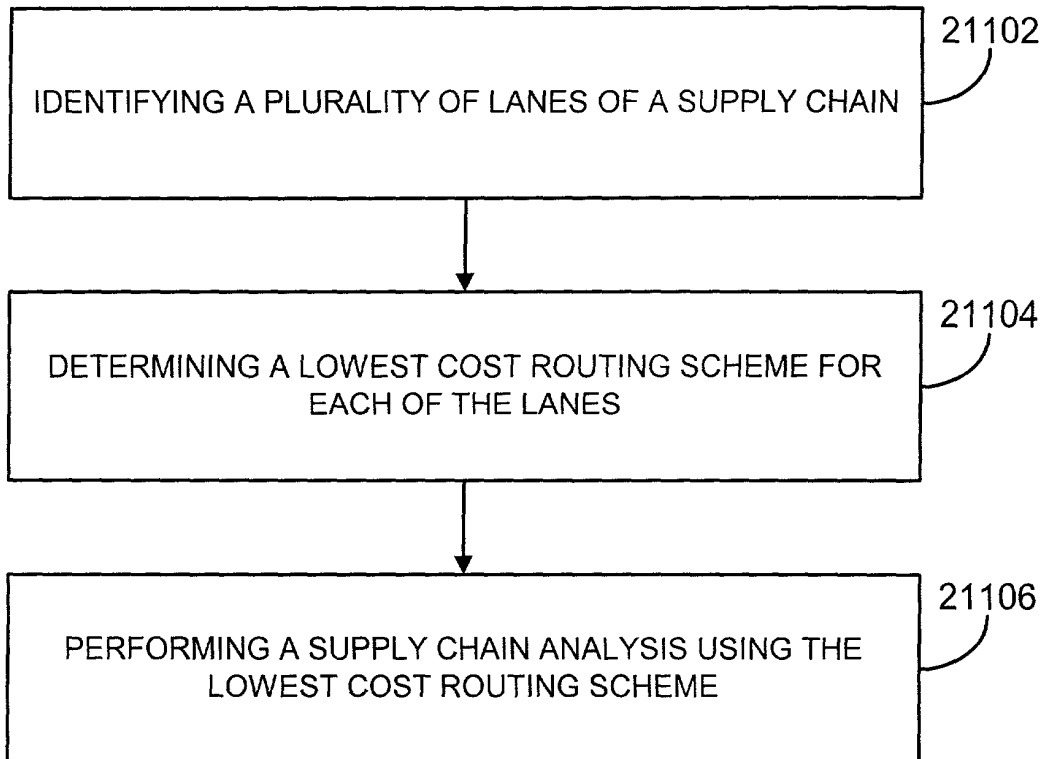 21102
IDENTIFYING A PLURALITY OF LANES OF A SUPPLY CHAIN
21104
DETERMINING A LOWEST COST ROUTING SCHEME FOR
EACH OF THE LANES
21106
PERFORMING A SUPPLY CHAIN ANALYSIS USING THE
LOWEST COST ROUTING SCHEME